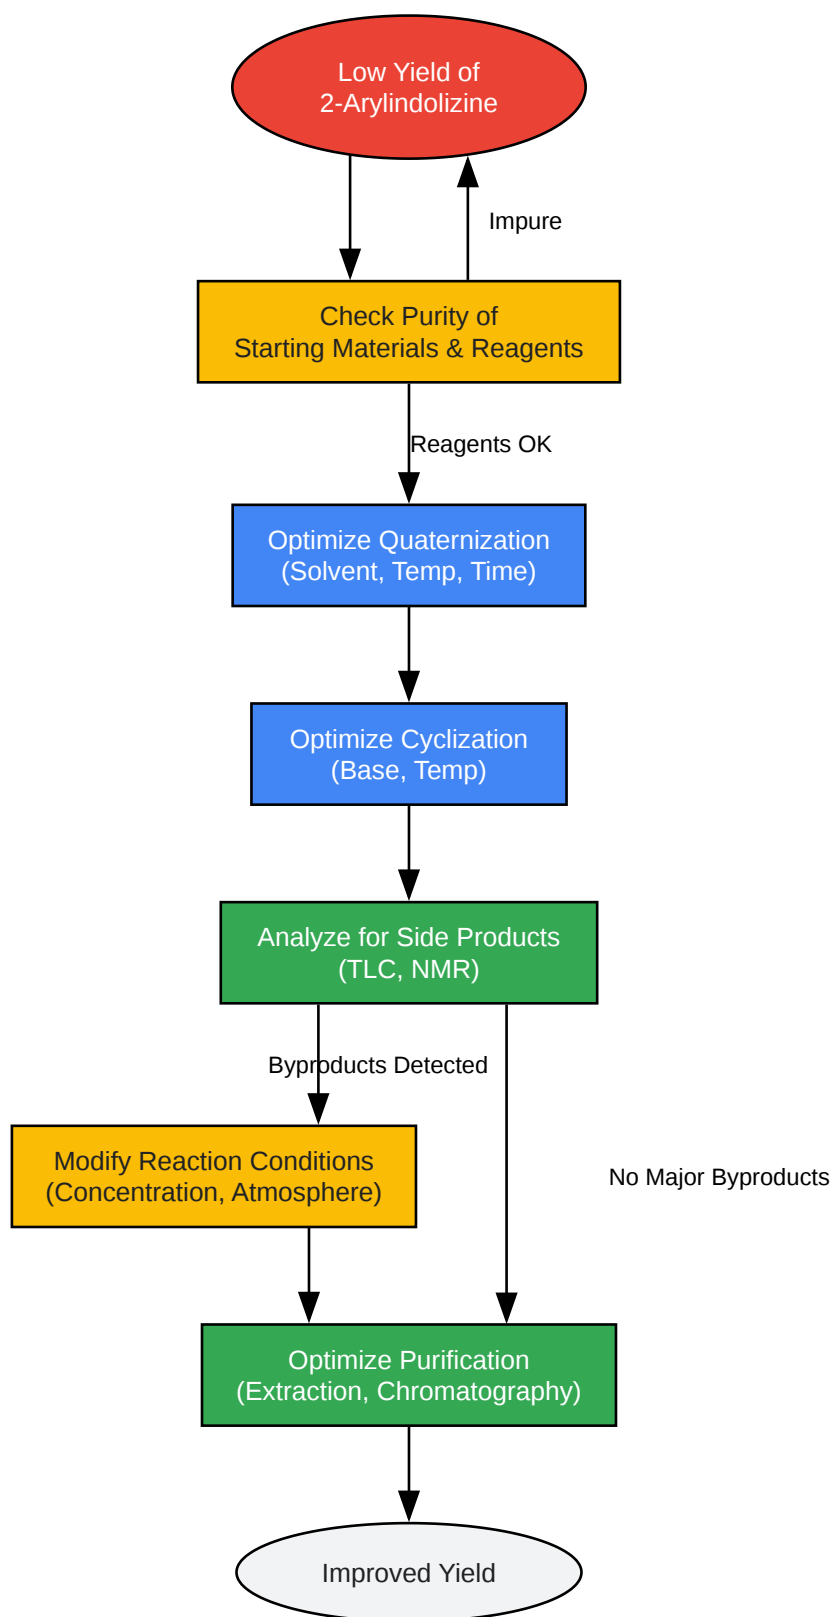 Low Yield of
2-Arylindolizine
Impure
Check Purity of
Starting Materials & Reagents
Reagents OK
Optimize Quaternization
(Solvent, Temp, Time)
Optimize Cyclization
(Base, Temp)
Analyze for Side Products
(TLC, NMR)
Byproducts Detected
Modify Reaction Conditions
(Concentration, Atmosphere)
No Major Byproducts
Optimize Purification
(Extraction, Chromatography)
Improved Yield